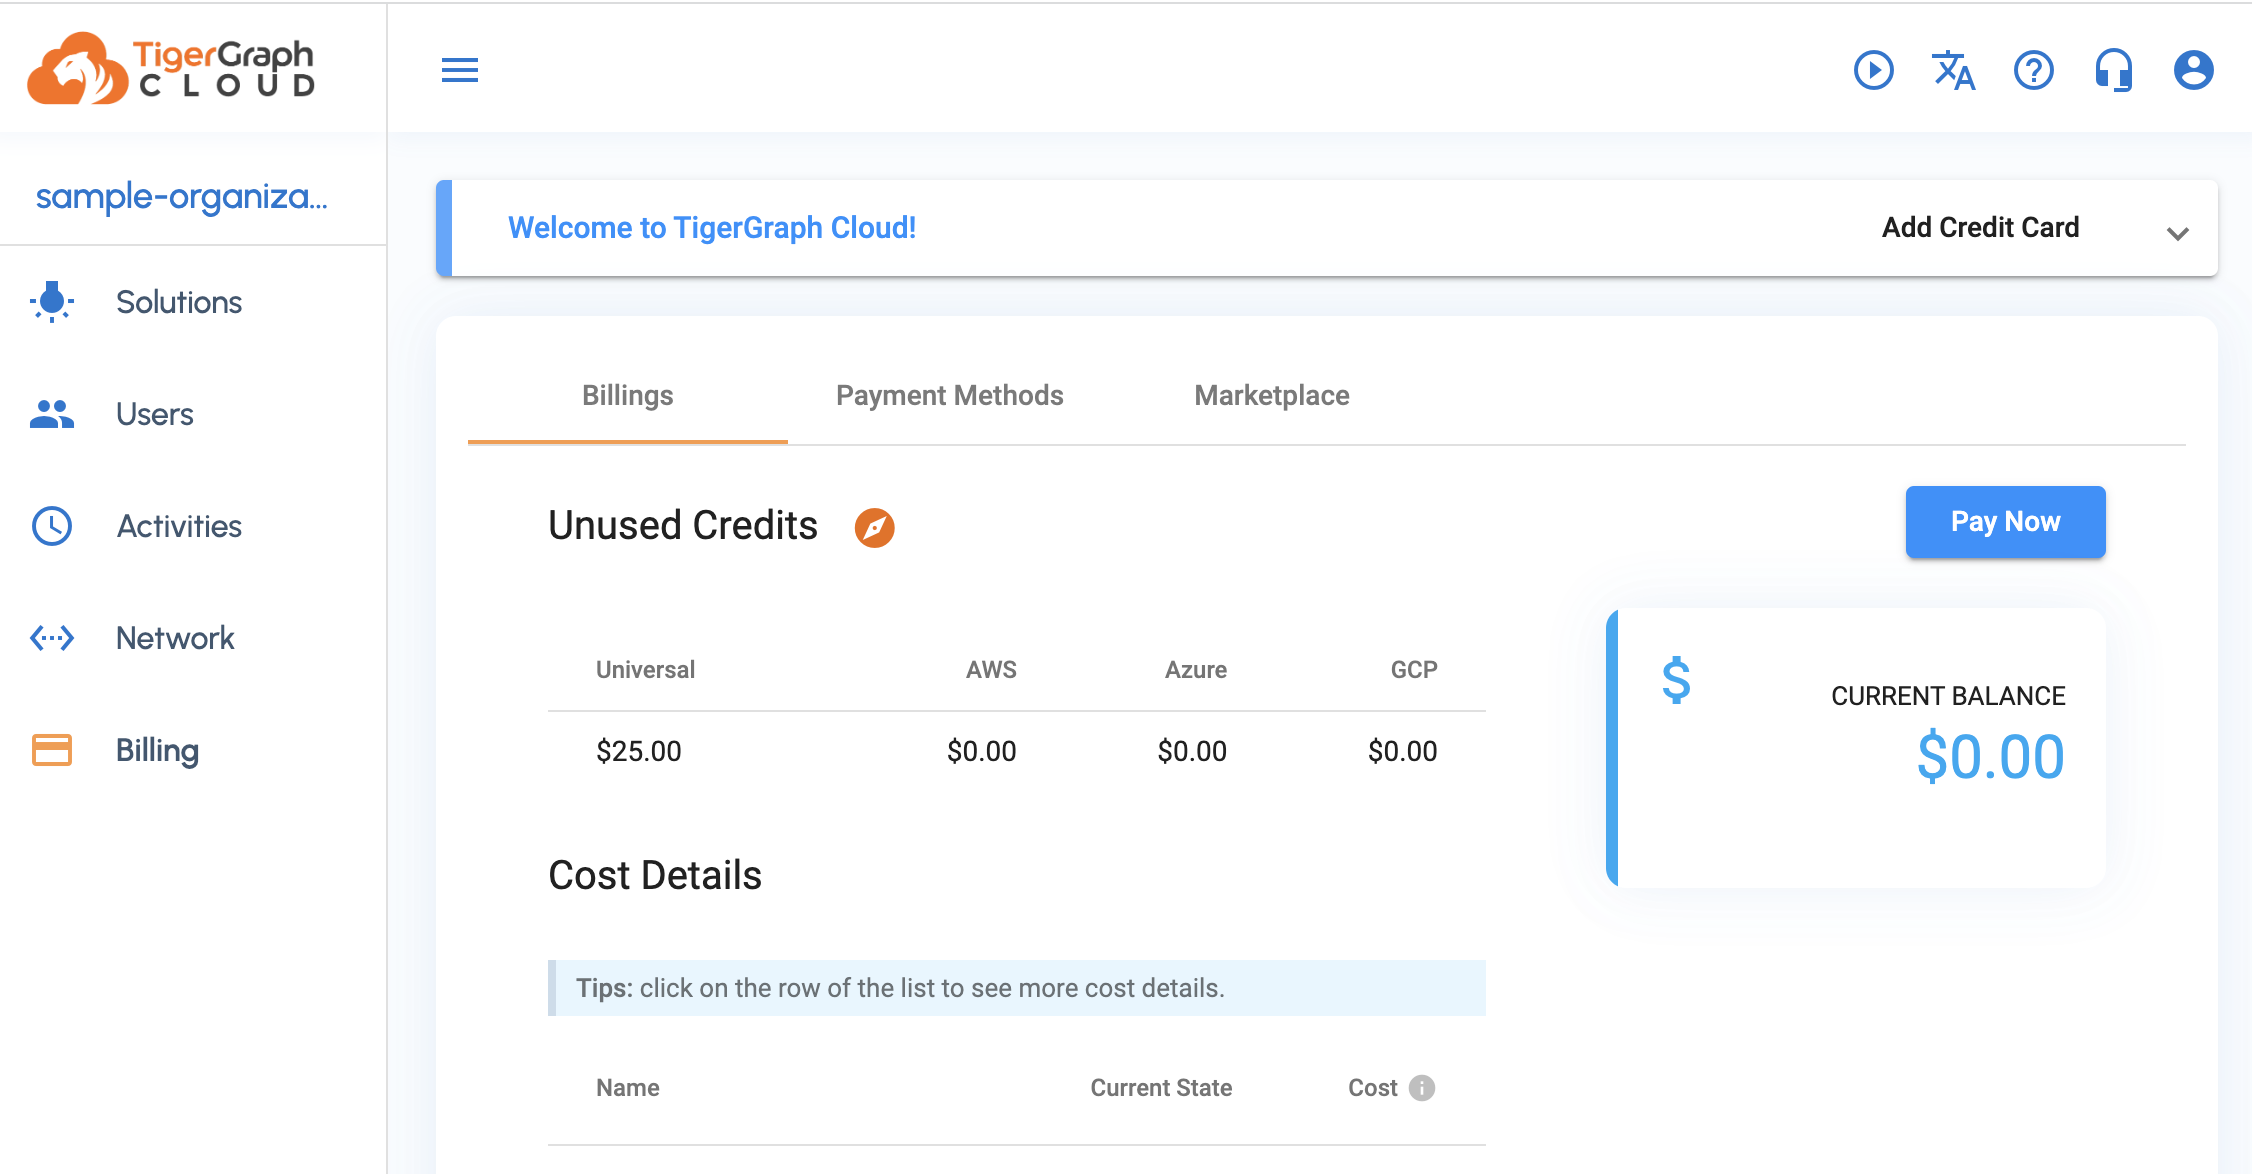 TigerGraph
CLOUD
sample-organiza...
Solutions
Users
Activities
Network
Billing
Welcome to TigerGraph Cloud!
Add Credit Card
Billings
Payment Methods
Marketplace
Unused Credits
Pay Now
Universal AWS Azure GCP
$25.00 $0.00 $0.00 $0.00
$
CURRENT BALANCE
$0.00
Cost Details
Tips: click on the row of the list to see more cost details.
Name Current State Cost